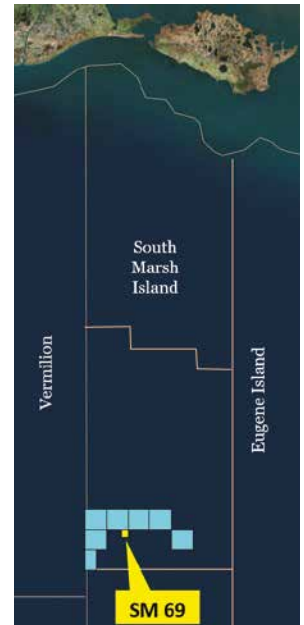 South
Marsh
Island
Vermilion
Eugene Island
SM 69